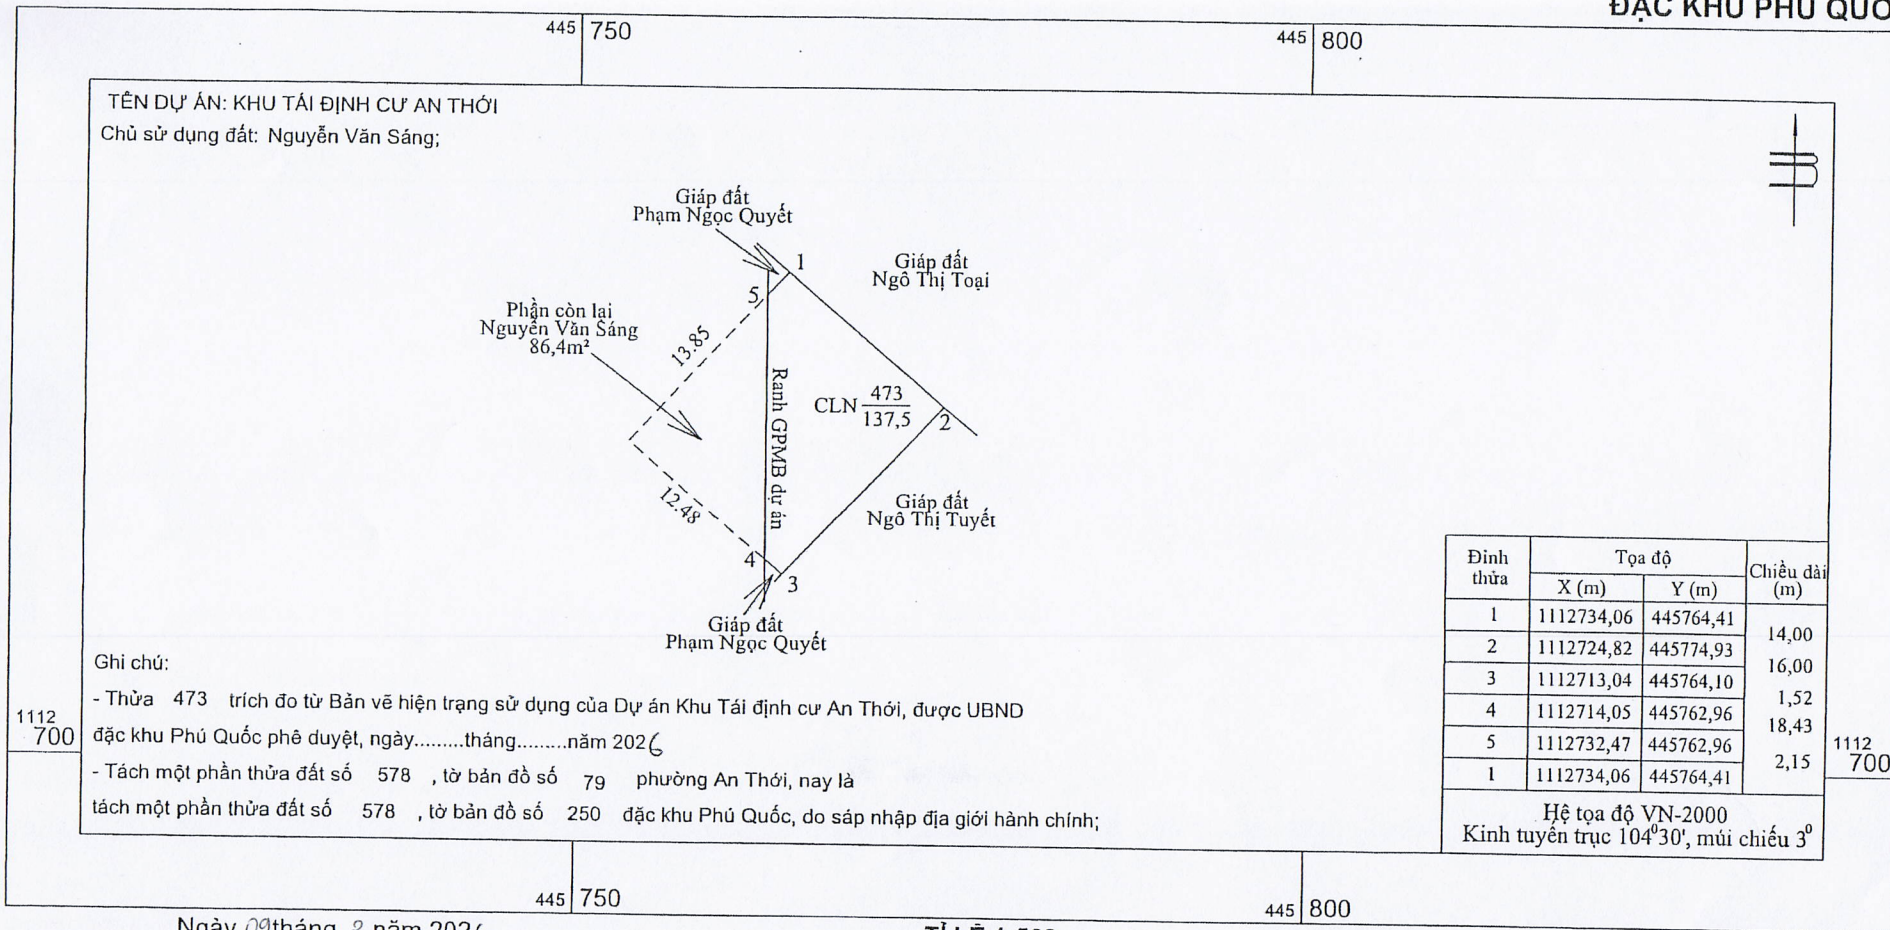 ĐẶC KHU PHÚ QUỐ
445 750
445 800
TÊN DỰ ÁN: KHU TÁI ĐỊNH CƯ AN THỚI
Chủ sử dụng đất: Nguyễn Văn Sáng;
Giáp đất
Phạm Ngọc Quyết
1
Giáp đất
Ngô Thị Toại
5
Phần còn lại
Nguyễn Văn Sáng
86,4m²
13.85
Ranh GPMB dự án
CLN 473
137,5
2
12.48
Giáp đất
Ngô Thị Tuyết
4
3
Giáp đất
Phạm Ngọc Quyết
Đỉnh thửa Tọa độ Chiều dài (m)
X (m) Y (m)
1 1112734,06 445764,41
14,00
2 1112724,82 445774,93
16,00
3 1112713,04 445764,10
1,52
4 1112714,05 445762,96
18,43
5 1112732,47 445762,96
2,15
1 1112734,06 445764,41
Hệ tọa độ VN-2000
Kinh tuyến trục 104⁰30', múi chiếu 3⁰
Ghi chú:
- Thửa 473 trích đo từ Bản vẽ hiện trạng sử dụng của Dự án Khu Tái định cư An Thới, được UBND
đặc khu Phú Quốc phê duyệt, ngày.........tháng.........năm 2026
- Tách một phần thửa đất số 578 , tờ bản đồ số 79 phường An Thới, nay là
tách một phần thửa đất số 578 , tờ bản đồ số 250 đặc khu Phú Quốc, do sáp nhập địa giới hành chính;
1112
700
1112
700
445 750
445 800
Ngày 09 tháng 2 năm 2026